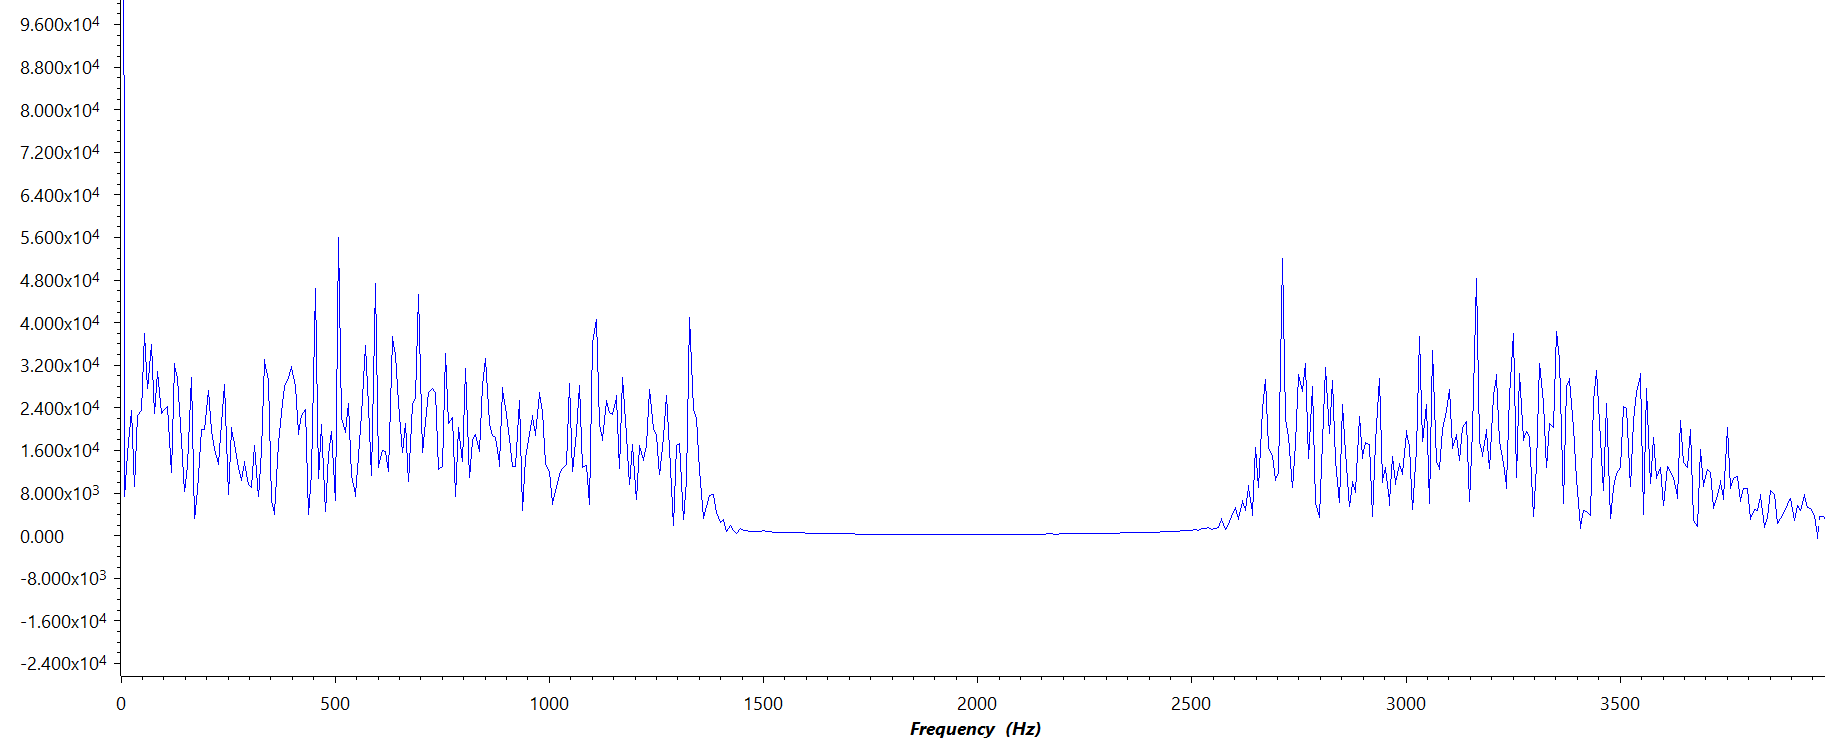 9.600x10⁴
8.800x10⁴
8.000x10⁴
7.200x10⁴
6.400x10⁴
5.600x10⁴
4.800x10⁴
4.000x10⁴
3.200x10⁴
2.400x10⁴
1.600x10⁴
8.000x10³
0.000
-8.000x10³
-1.600x10⁴
-2.400x10⁴
0 500 1000 1500 2000 2500 3000 3500
Frequency (Hz)